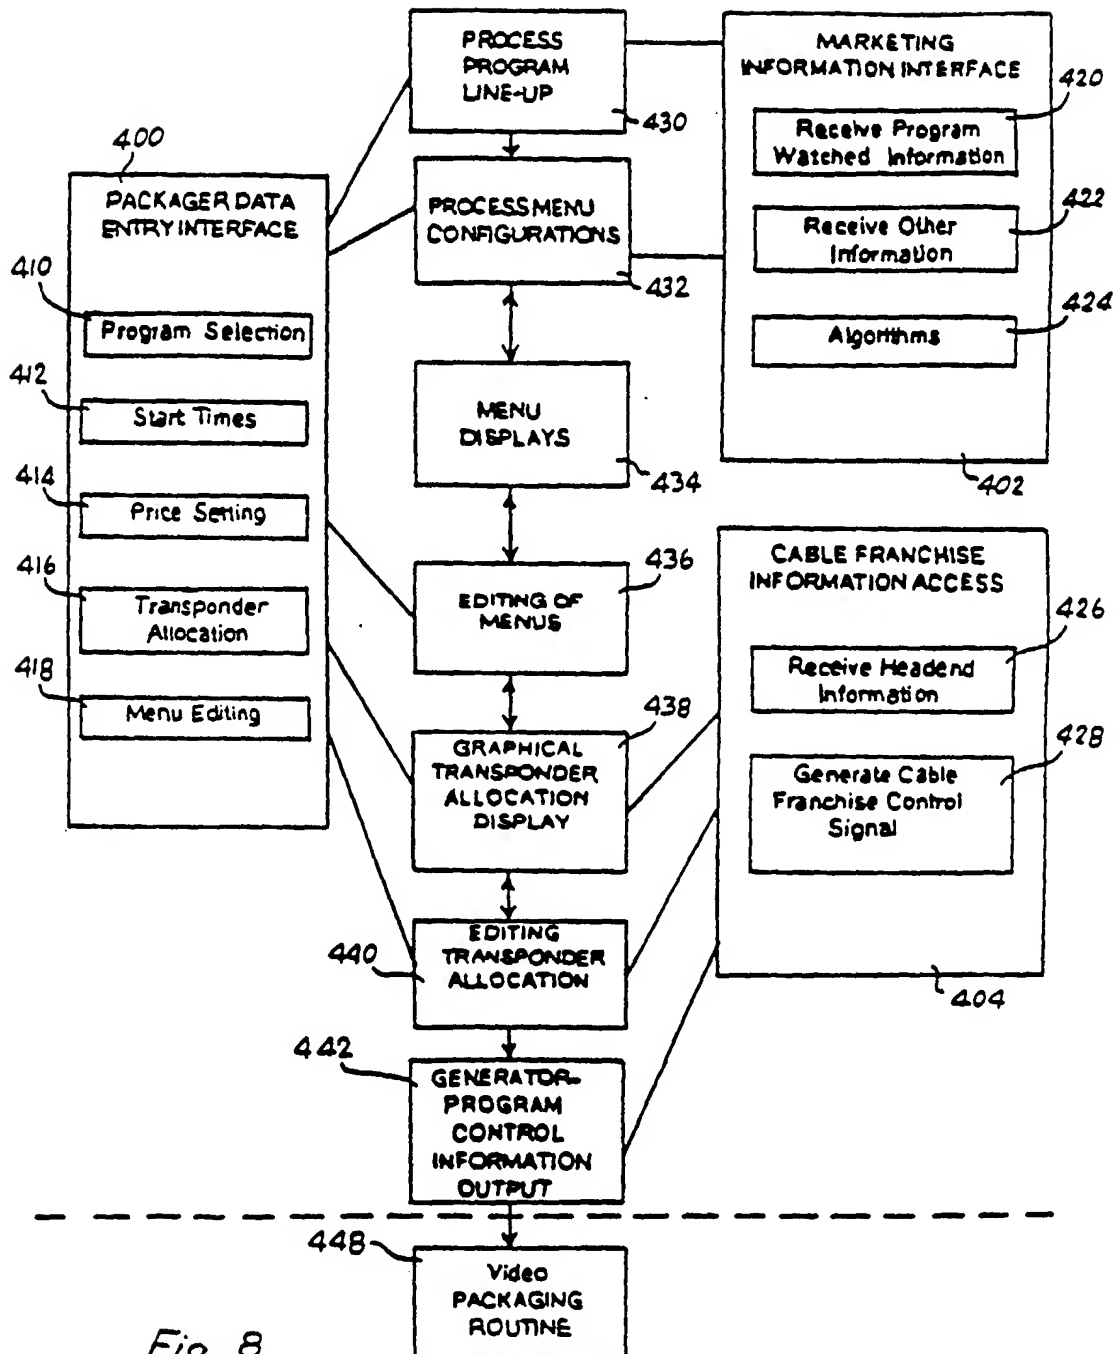 PROCESS
PROGRAM
LINE-UP
430
MARKETING
INFORMATION INTERFACE
420
Receive Program
Watched Information
422
Receive Other
Information
424
Algorithms
402
400
PACKAGER DATA
ENTRY INTERFACE
410
Program Selection
412
Start Times
414
Price Setting
416
Transponder
Allocation
418
Menu Editing
PROCESS MENU
CONFIGURATIONS
432
MENU
DISPLAYS
434
436
EDITING OF
MENUS
438
GRAPHICAL
TRANSPONDER
ALLOCATION
DISPLAY
CABLE FRANCHISE
INFORMATION ACCESS
426
Receive Headend
Information
428
Generate Cable
Franchise Control
Signal
404
440
EDITING
TRANSPONDER
ALLOCATION
442
GENERATOR-
PROGRAM
CONTROL
INFORMATION
OUTPUT
448
Video
PACKAGING
ROUTINE
Fig. 8